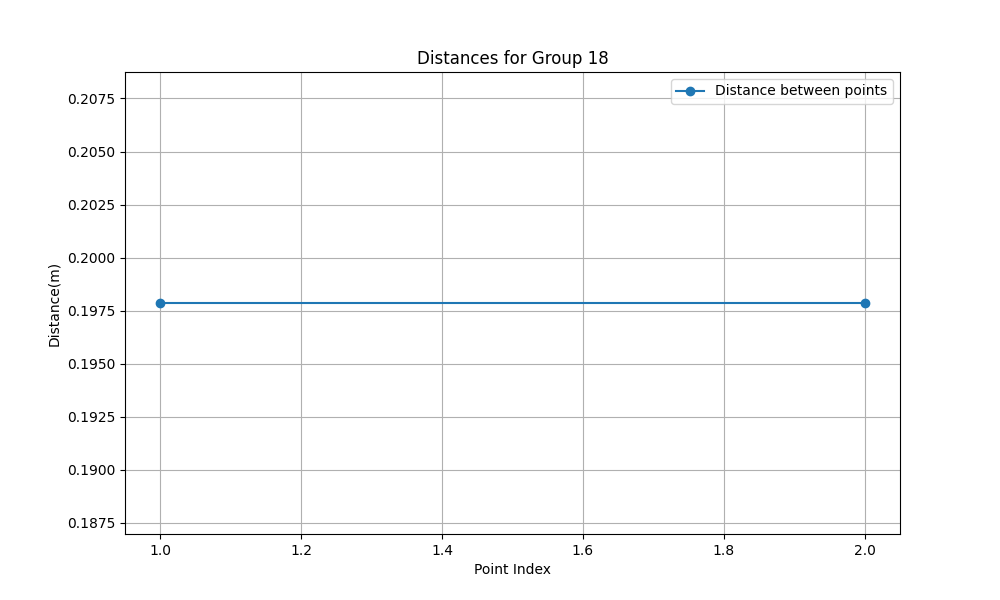 Distances for Group 18
Distance between points
0.2075
0.2050
0.2025
0.2000
0.1975
0.1950
0.1925
0.1900
0.1875
Distance(m)
1.0 1.2 1.4 1.6 1.8 2.0
Point Index